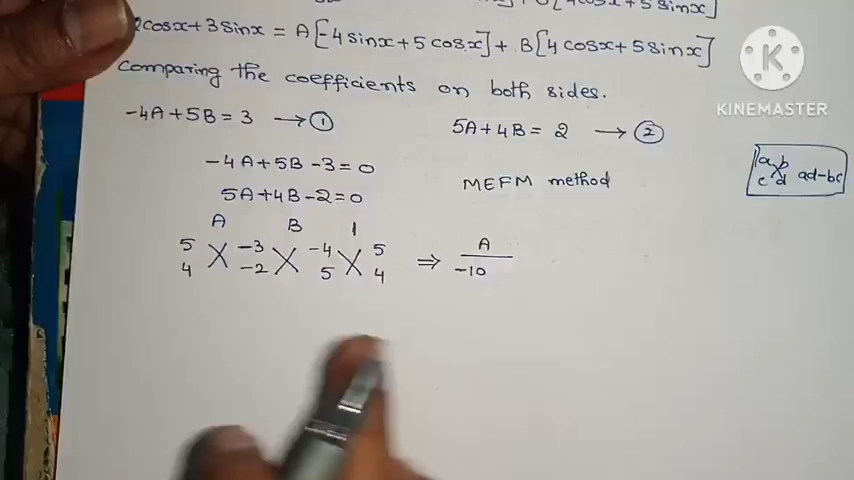 2cosx+3sinx = A[4sinx+5cosx]+ B[4cosx+5sinx]
comparing the coefficients on both sides.
-4A+5B = 3 → ① 5A+4B = 2 → ②
-4A+5B-3=0
5A+4B-2=0 MEFM method
a b
c d ad-bc
A B 1
5 -3 -4 5 ⇒ A
4 -2 5 4 -10
KINEMASTER